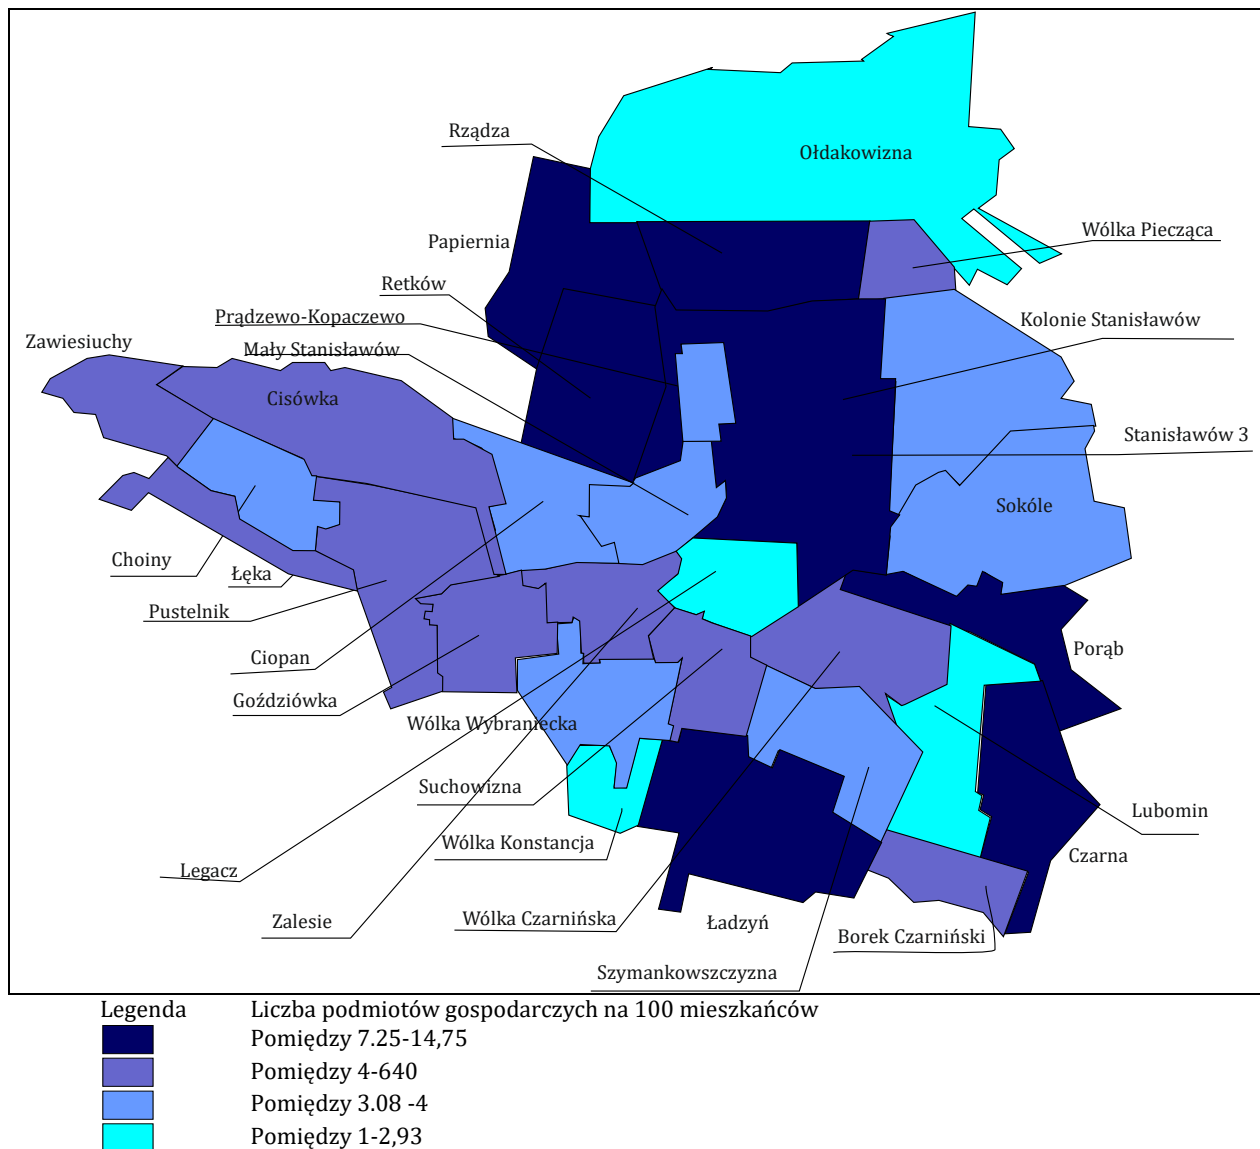 Rządza
Ołdakowizna
Wólka Piecząca
Papiernia
Retków
Prądzewo-Kopaczewo
Kolonie Stanisławów
Zawiesiuchy
Mały Stanisławów
Cisówka
Stanisławów 3
Sokóle
Choiny
Łęka
Pustelnik
Ciopan
Porąb
Goździówka
Wólka Wybraniecka
Suchowizna
Lubomin
Wólka Konstancja
Czarna
Legacz
Zalesie
Wólka Czarnińska
Ładzyń
Borek Czarniński
Szymankowszczyzna
Legenda
Liczba podmiotów gospodarczych na 100 mieszkańców
Pomiędzy 7.25-14,75
Pomiędzy 4-640
Pomiędzy 3.08 -4
Pomiędzy 1-2,93